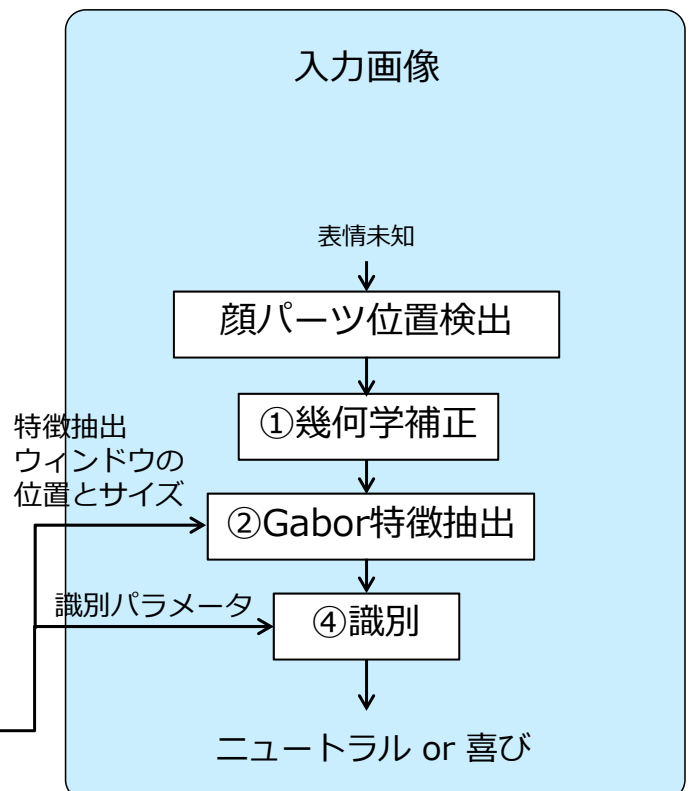 入力画像
表情未知
顔パーツ位置検出
①幾何学補正
特徴抽出
ウィンドウの
位置とサイズ
②Gabor特徴抽出
識別パラメータ
④識別
ニュートラル or 喜び